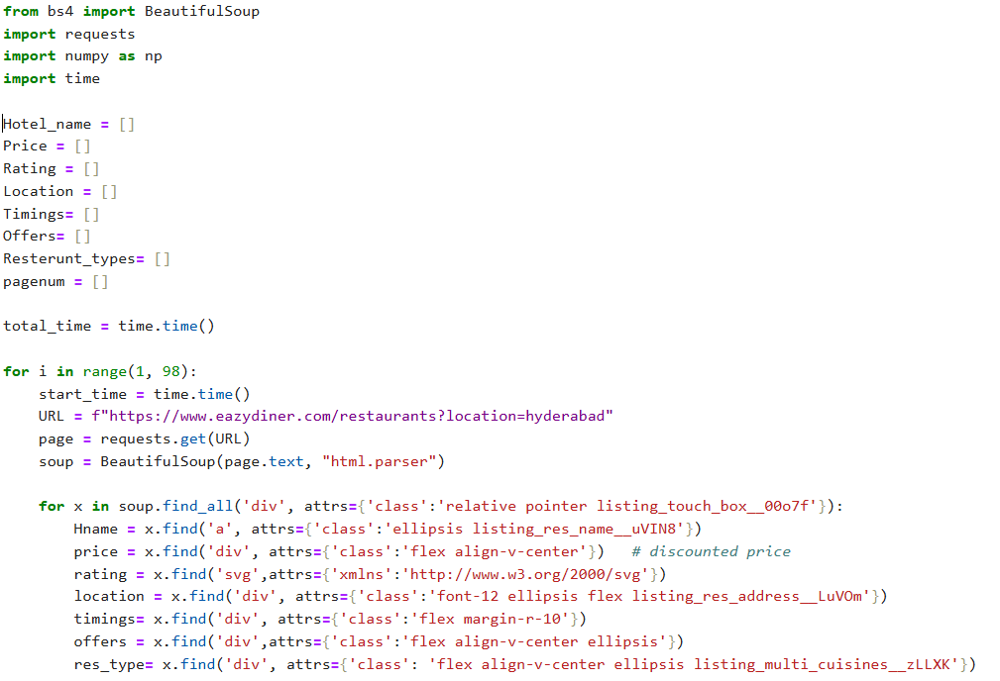 from bs4 import BeautifulSoup
import requests
import numpy as np
import time

Hotel_name = []
Price = []
Rating = []
Location = []
Timings= []
Offers= []
Resterunt_types= []
pagenum = []

total_time = time.time()

for i in range(1, 98):
    start_time = time.time()
    URL = f"https://www.eazydiner.com/restaurants?location=hyderabad"
    page = requests.get(URL)
    soup = BeautifulSoup(page.text, "html.parser")

    for x in soup.find_all('div', attrs={'class':'relative pointer listing_touch_box__00o7f'}):
        Hname = x.find('a', attrs={'class':'ellipsis listing_res_name__uVIN8'})
        price = x.find('div', attrs={'class':'flex align-v-center'})   # discounted price
        rating = x.find('svg',attrs={'xmlns':'http://www.w3.org/2000/svg'})
        location = x.find('div', attrs={'class':'font-12 ellipsis flex listing_res_address__LuVOm'})
        timings= x.find('div', attrs={'class':'flex margin-r-10'})
        offers = x.find('div',attrs={'class':'flex align-v-center ellipsis'})
        res_type= x.find('div', attrs={'class': 'flex align-v-center ellipsis listing_multi_cuisines__zLLXK'})